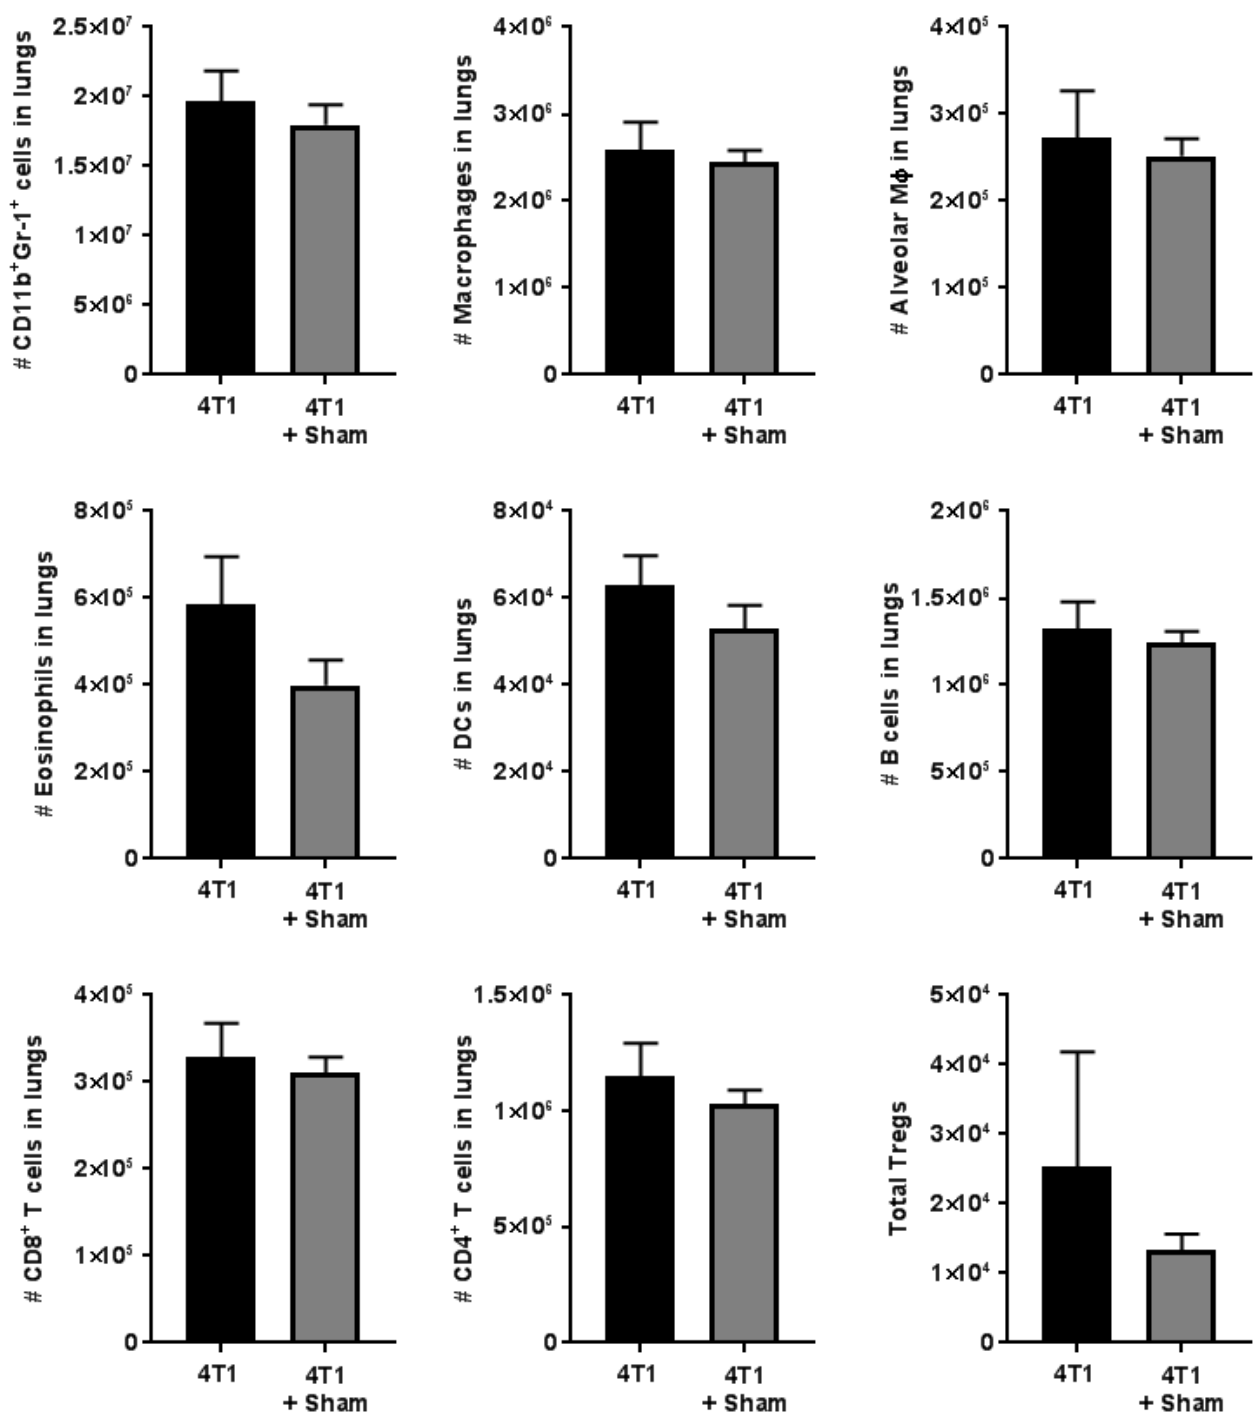 # CD11b⁺Gr-1⁺ cells in lungs
2.5×10⁷
2×10⁷
1.5×10⁷
1×10⁷
5×10⁶
0
4T1
4T1
+ Sham
# Macrophages in lungs
4×10⁶
3×10⁶
2×10⁶
1×10⁶
0
4T1
4T1
+ Sham
# Alveolar Mϕ in lungs
4×10⁵
3×10⁵
2×10⁵
1×10⁵
0
4T1
4T1
+ Sham
# Eosinophils in lungs
8×10⁵
6×10⁵
4×10⁵
2×10⁵
0
4T1
4T1
+ Sham
# DCs in lungs
8×10⁴
6×10⁴
4×10⁴
2×10⁴
0
4T1
4T1
+ Sham
# B cells in lungs
2×10⁶
1.5×10⁶
1×10⁶
5×10⁵
0
4T1
4T1
+ Sham
# CD8⁺ T cells in lungs
4×10⁵
3×10⁵
2×10⁵
1×10⁵
0
4T1
4T1
+ Sham
# CD4⁺ T cells in lungs
1.5×10⁶
1×10⁶
5×10⁵
0
4T1
4T1
+ Sham
Total Tregs
5×10⁴
4×10⁴
3×10⁴
2×10⁴
1×10⁴
0
4T1
4T1
+ Sham